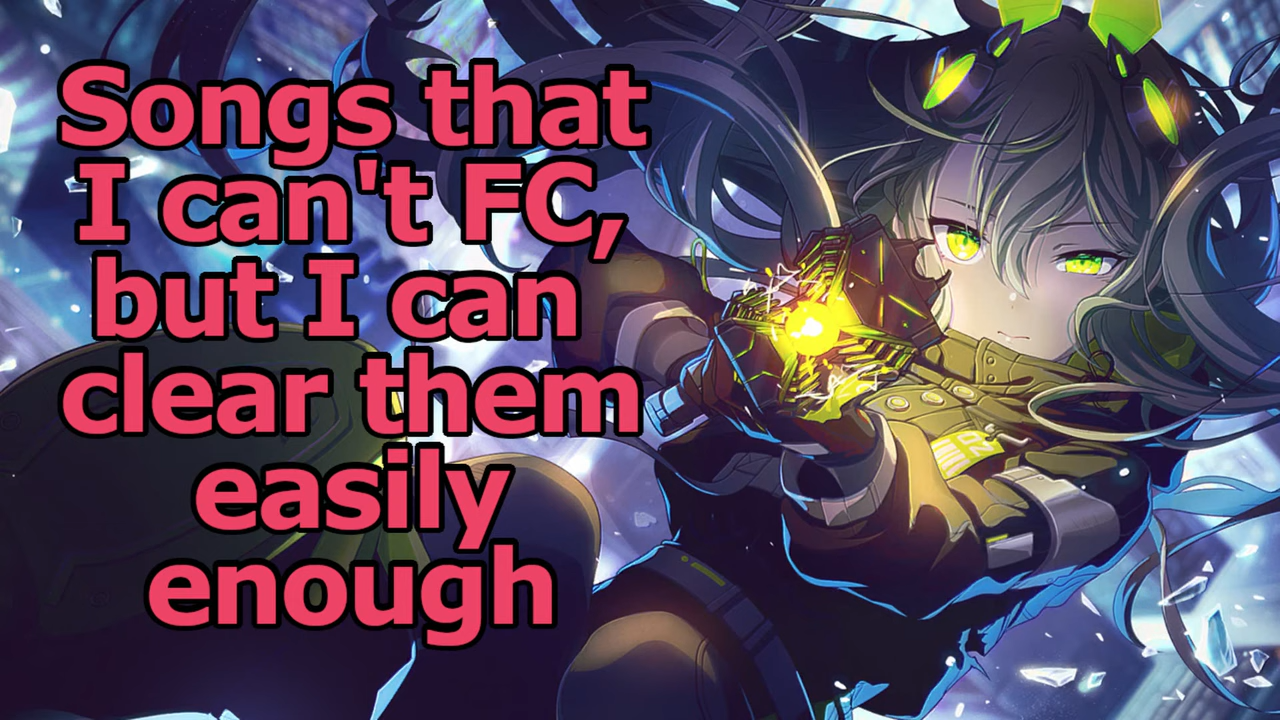 Songs that
I can't FC,
but I can
clear them
easily
enough